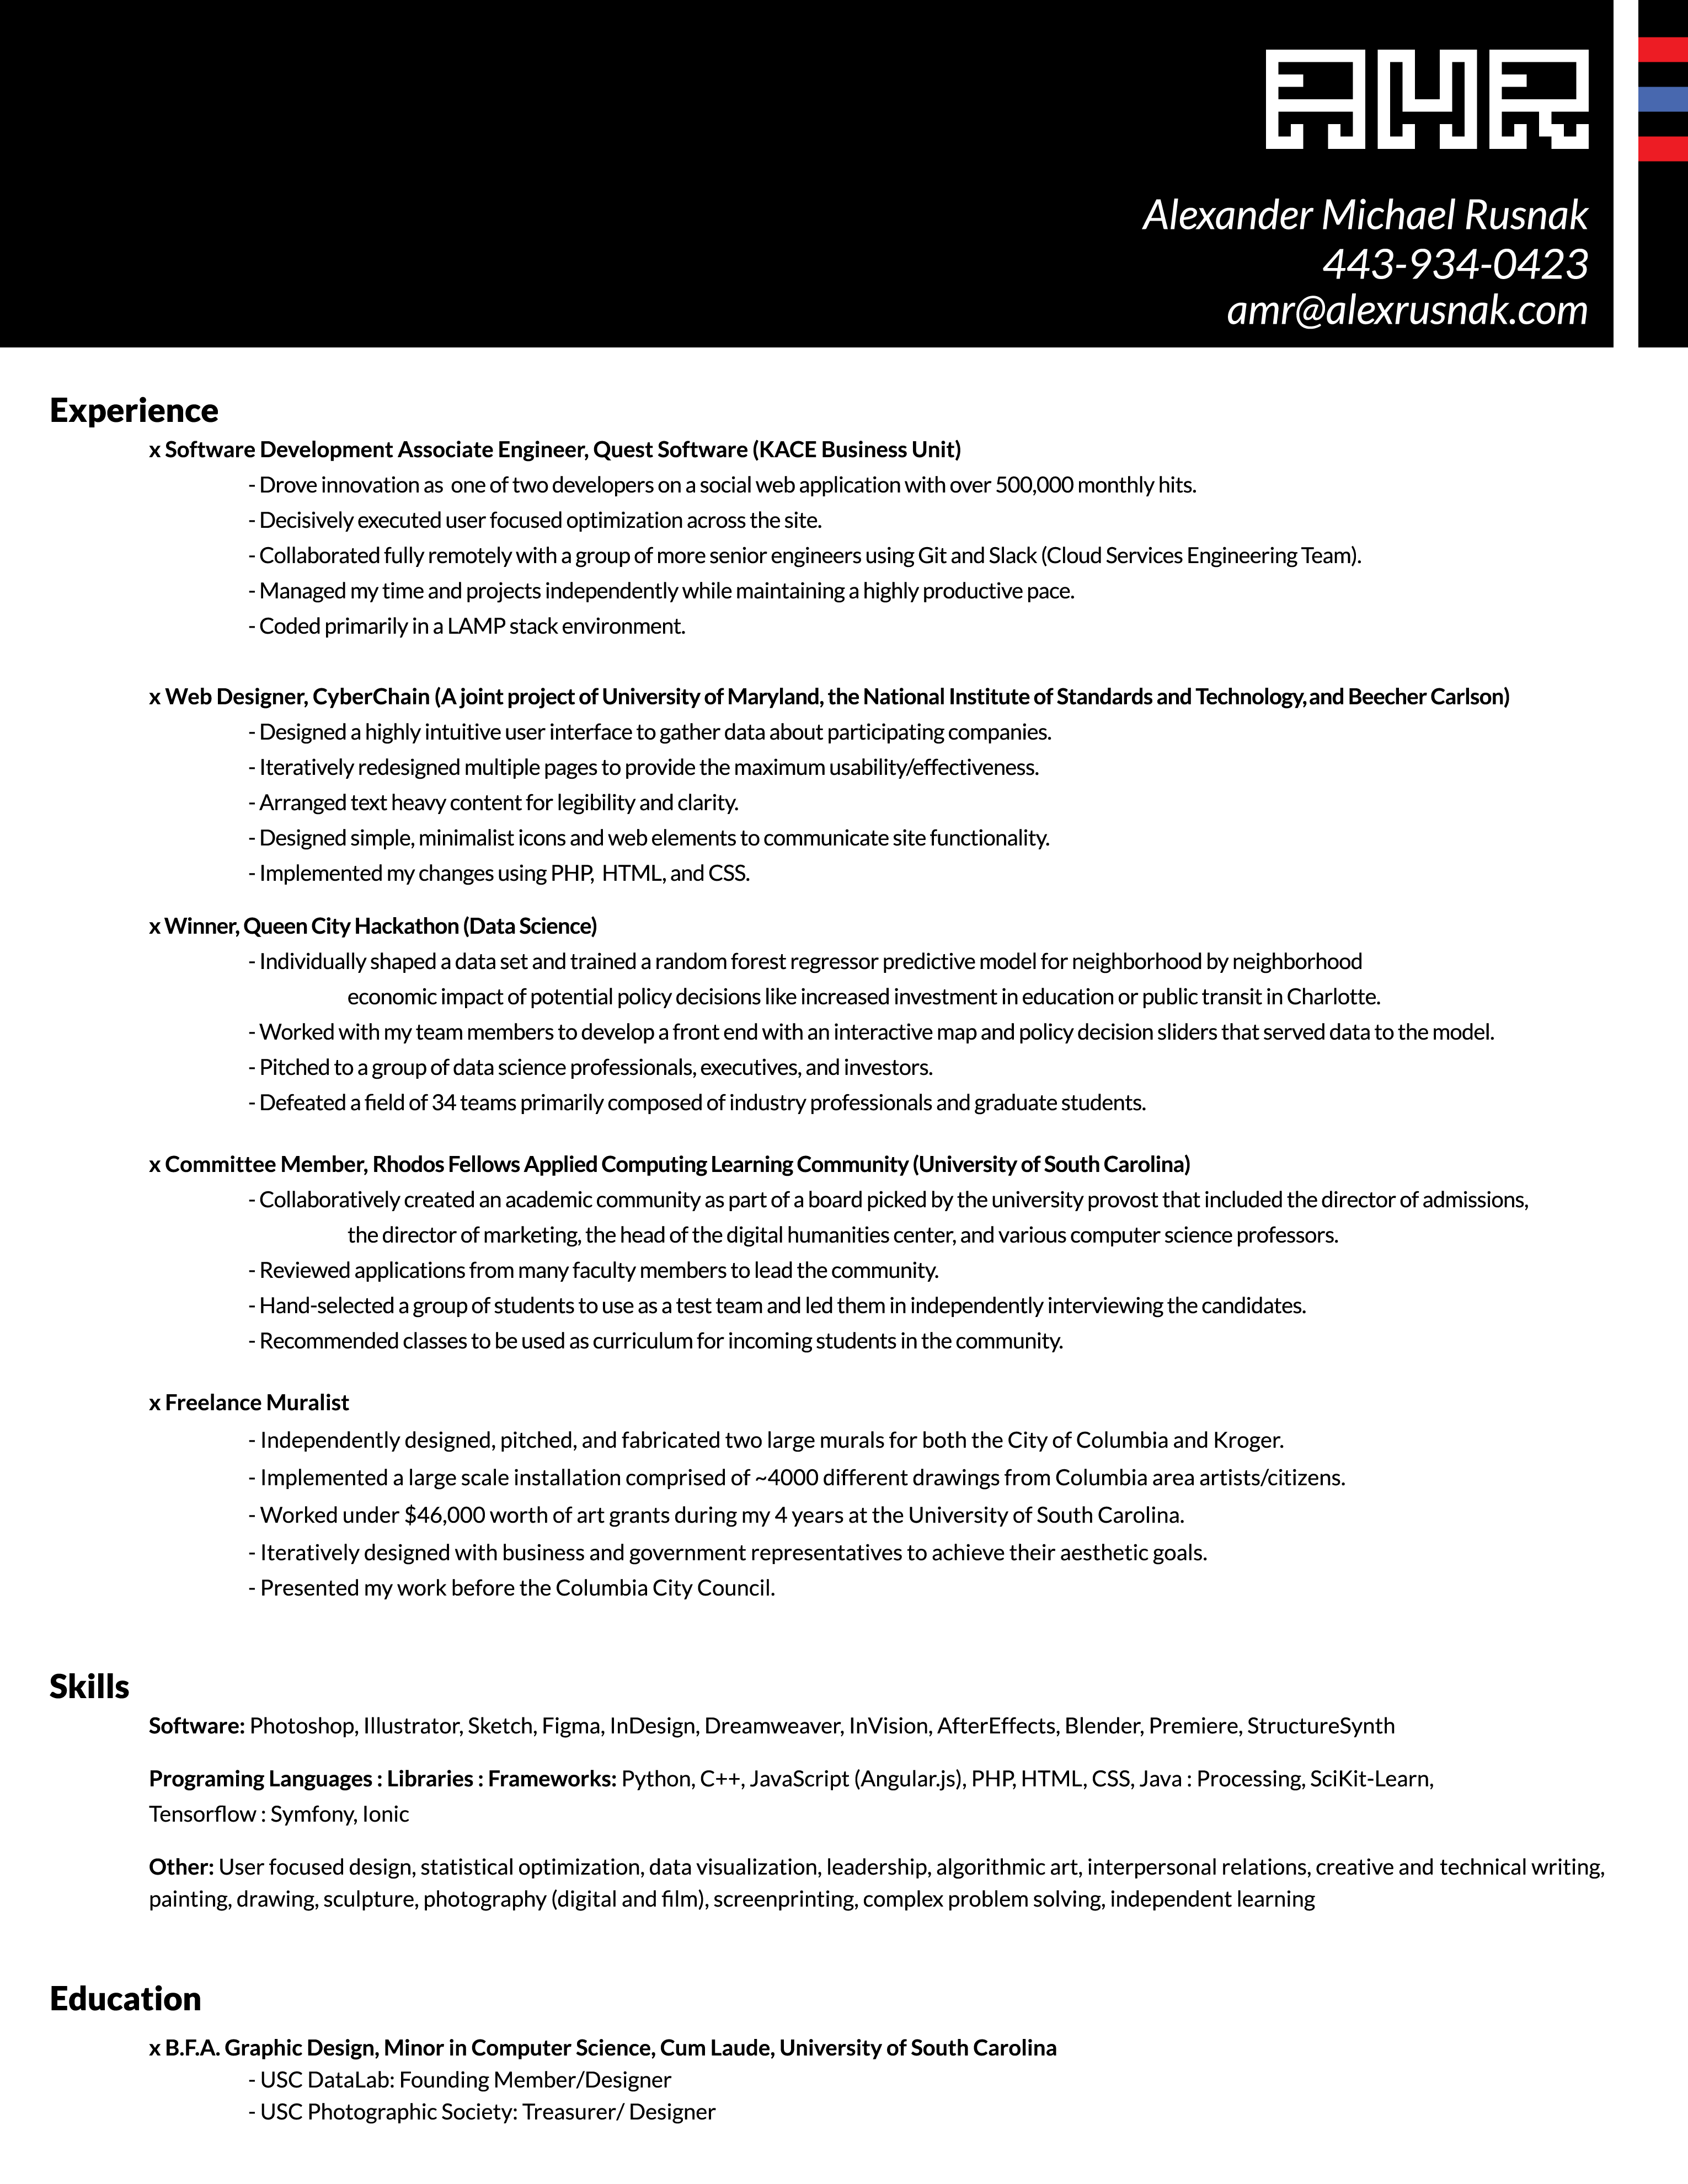 AMR
Alexander Michael Rusnak
443-934-0423
amr@alexrusnak.com
Experience
x Software Development Associate Engineer, Quest Software (KACE Business Unit)
- Drove innovation as  one of two developers on a social web application with over 500,000 monthly hits.
- Decisively executed user focused optimization across the site.
- Collaborated fully remotely with a group of more senior engineers using Git and Slack (Cloud Services Engineering Team).
- Managed my time and projects independently while maintaining a highly productive pace.
- Coded primarily in a LAMP stack environment.
x Web Designer, CyberChain (A joint project of University of Maryland, the National Institute of Standards and Technology, and Beecher Carlson)
- Designed a highly intuitive user interface to gather data about participating companies.
- Iteratively redesigned multiple pages to provide the maximum usability/effectiveness.
- Arranged text heavy content for legibility and clarity.
- Designed simple, minimalist icons and web elements to communicate site functionality.
- Implemented my changes using PHP,  HTML, and CSS.
x Winner, Queen City Hackathon (Data Science)
- Individually shaped a data set and trained a random forest regressor predictive model for neighborhood by neighborhood
economic impact of potential policy decisions like increased investment in education or public transit in Charlotte.
- Worked with my team members to develop a front end with an interactive map and policy decision sliders that served data to the model.
- Pitched to a group of data science professionals, executives, and investors.
- Defeated a field of 34 teams primarily composed of industry professionals and graduate students.
x Committee Member, Rhodos Fellows Applied Computing Learning Community (University of South Carolina)
- Collaboratively created an academic community as part of a board picked by the university provost that included the director of admissions,
the director of marketing, the head of the digital humanities center, and various computer science professors.
- Reviewed applications from many faculty members to lead the community.
- Hand-selected a group of students to use as a test team and led them in independently interviewing the candidates.
- Recommended classes to be used as curriculum for incoming students in the community.
x Freelance Muralist
- Independently designed, pitched, and fabricated two large murals for both the City of Columbia and Kroger.
- Implemented a large scale installation comprised of ~4000 different drawings from Columbia area artists/citizens.
- Worked under $46,000 worth of art grants during my 4 years at the University of South Carolina.
- Iteratively designed with business and government representatives to achieve their aesthetic goals.
- Presented my work before the Columbia City Council.
Skills
Software: Photoshop, Illustrator, Sketch, Figma, InDesign, Dreamweaver, InVision, AfterEffects, Blender, Premiere, StructureSynth
Programing Languages : Libraries : Frameworks: Python, C++, JavaScript (Angular.js), PHP, HTML, CSS, Java : Processing, SciKit-Learn,
Tensorflow : Symfony, Ionic
Other: User focused design, statistical optimization, data visualization, leadership, algorithmic art, interpersonal relations, creative and technical writing,
painting, drawing, sculpture, photography (digital and film), screenprinting, complex problem solving, independent learning
Education
x B.F.A. Graphic Design, Minor in Computer Science, Cum Laude, University of South Carolina
- USC DataLab: Founding Member/Designer
- USC Photographic Society: Treasurer/ Designer